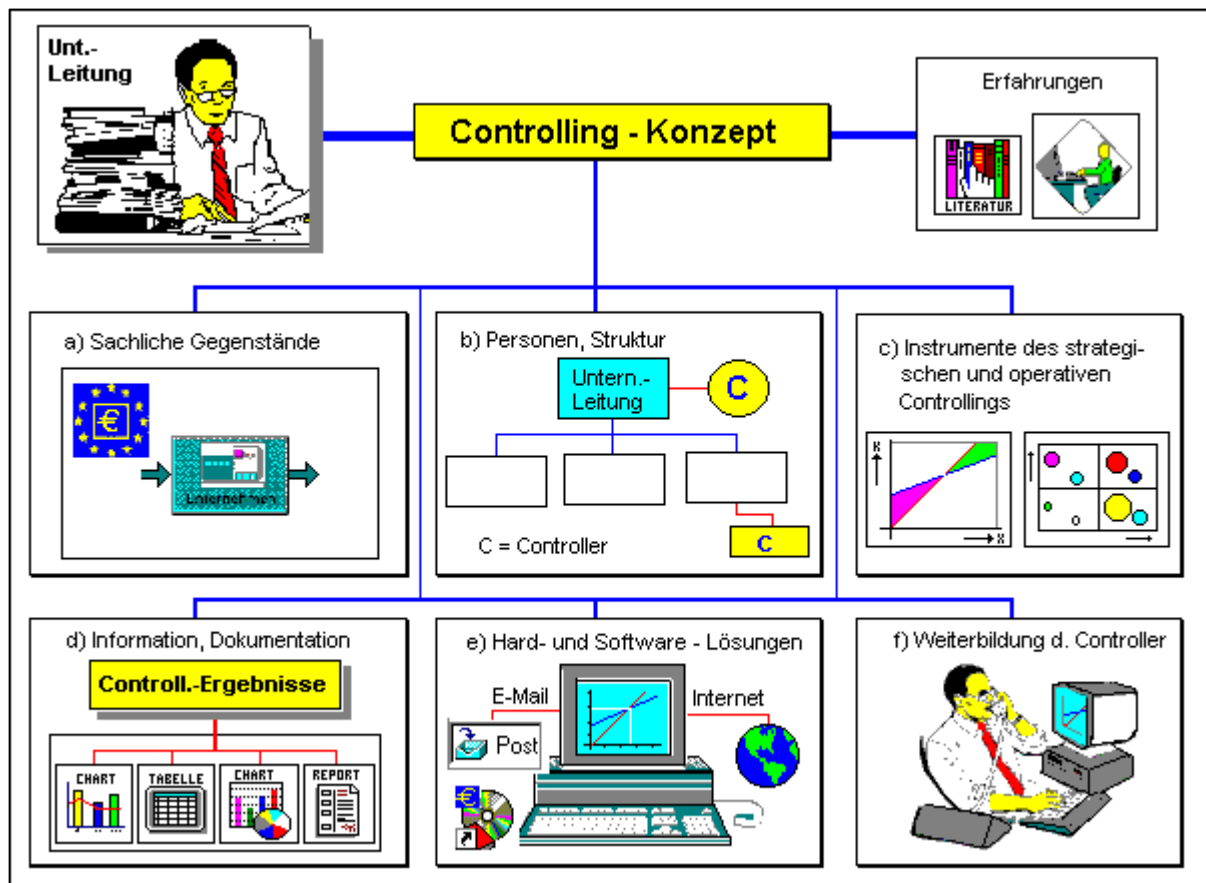 Unt.-
Leitung
Controlling - Konzept
Erfahrungen
LITERATUR
a) Sachliche Gegenstände
€
Unternehmen
b) Personen, Struktur
Untern.-
Leitung
C
C = Controller
C
c) Instrumente des strategi-
schen und operativen
Controllings
K
X
d) Information, Dokumentation
Controll.-Ergebnisse
CHART
TABELLE
CHART
REPORT
e) Hard- und Software - Lösungen
E-Mail
Internet
Post
€
f) Weiterbildung d. Controller